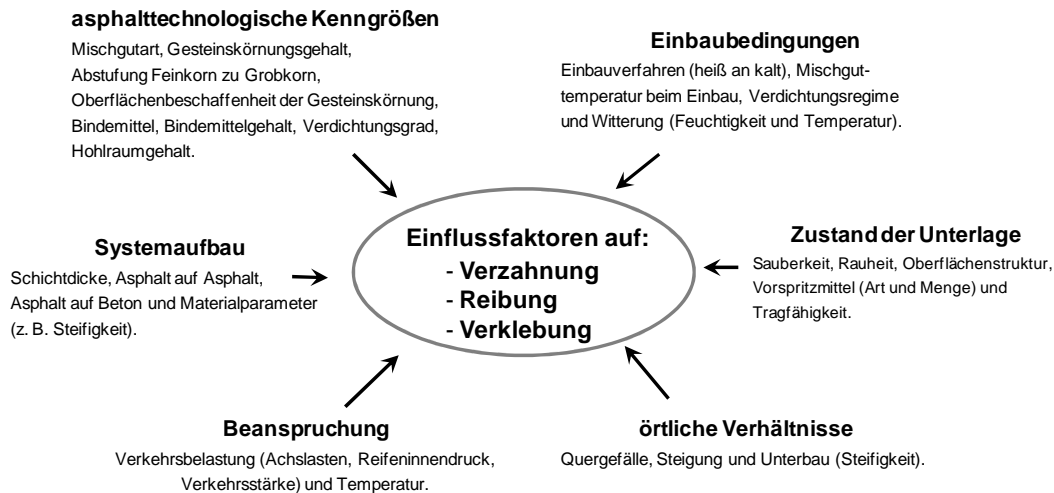 asphalttechnologische Kenngrößen
Mischgutart, Gesteinskörnungsgehalt,
Abstufung Feinkorn zu Grobkorn,
Oberflächenbeschaffenheit der Gesteinskörnung,
Bindemittel, Bindemittelgehalt, Verdichtungsgrad,
Hohlraumgehalt.
Einbaubedingungen
Einbauverfahren (heiß an kalt), Mischgut-
temperatur beim Einbau, Verdichtungsregime
und Witterung (Feuchtigkeit und Temperatur).
Systemaufbau
Schichtdicke, Asphalt auf Asphalt,
Asphalt auf Beton und Materialparameter
(z. B. Steifigkeit).
Einflussfaktoren auf:
- Verzahnung
- Reibung
- Verklebung
Zustand der Unterlage
Sauberkeit, Rauheit, Oberflächenstruktur,
Vorspritzmittel (Art und Menge) und
Tragfähigkeit.
Beanspruchung
Verkehrsbelastung (Achslasten, Reifeninnendruck,
Verkehrsstärke) und Temperatur.
örtliche Verhältnisse
Quergefälle, Steigung und Unterbau (Steifigkeit).